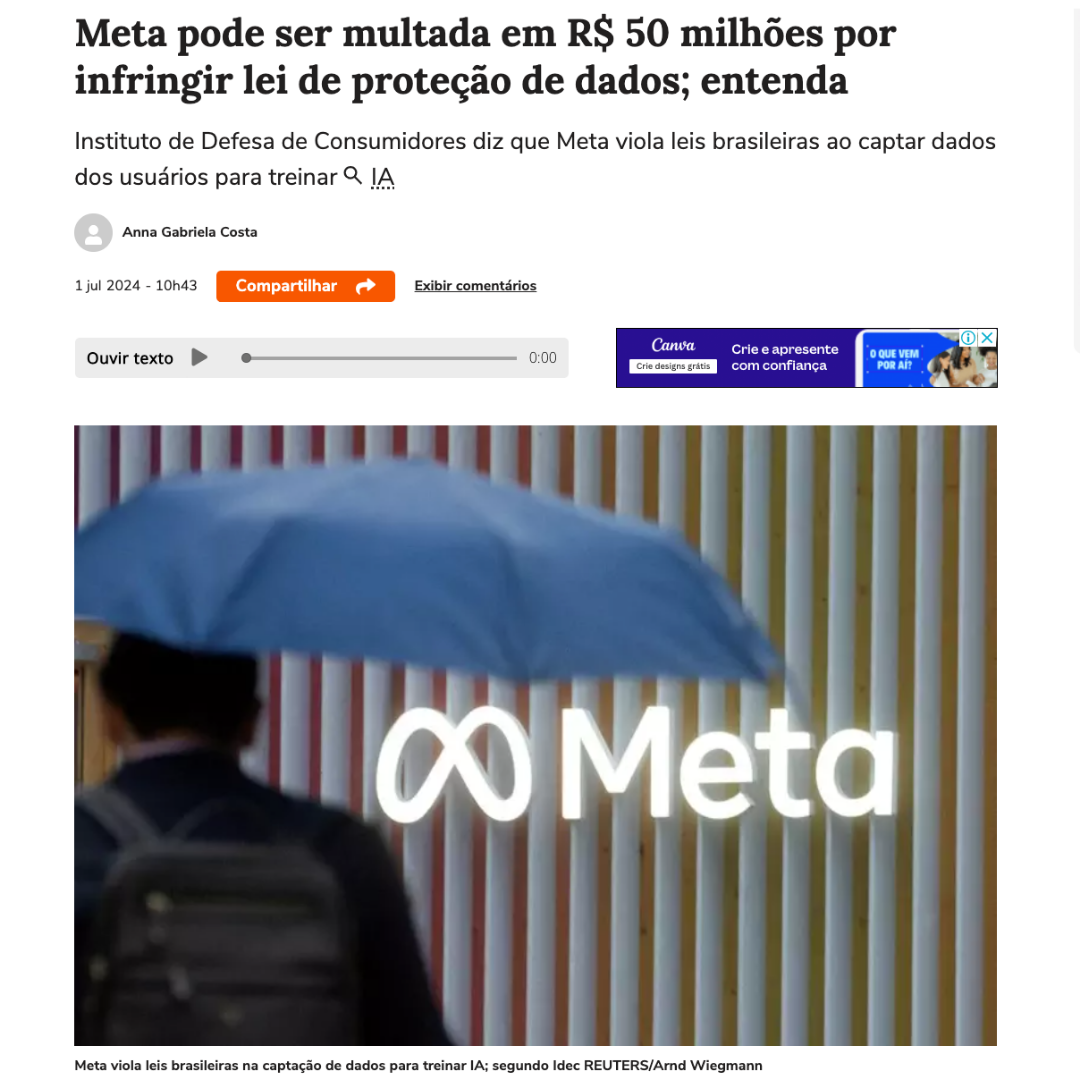 Meta pode ser multada em R$ 50 milhões por
infringir lei de proteção de dados; entenda
Instituto de Defesa de Consumidores diz que Meta viola leis brasileiras ao captar dados
dos usuários para treinar IA
Anna Gabriela Costa
1 jul 2024 - 10h43
Compartilhar
Exibir comentários
Ouvir texto
0:00
Canva
Crie designs grátis
Crie e apresente
com confiança
O QUE VEM
POR AÍ?
Meta
Meta viola leis brasileiras na captação de dados para treinar IA; segundo Idec REUTERS/Arnd Wiegmann